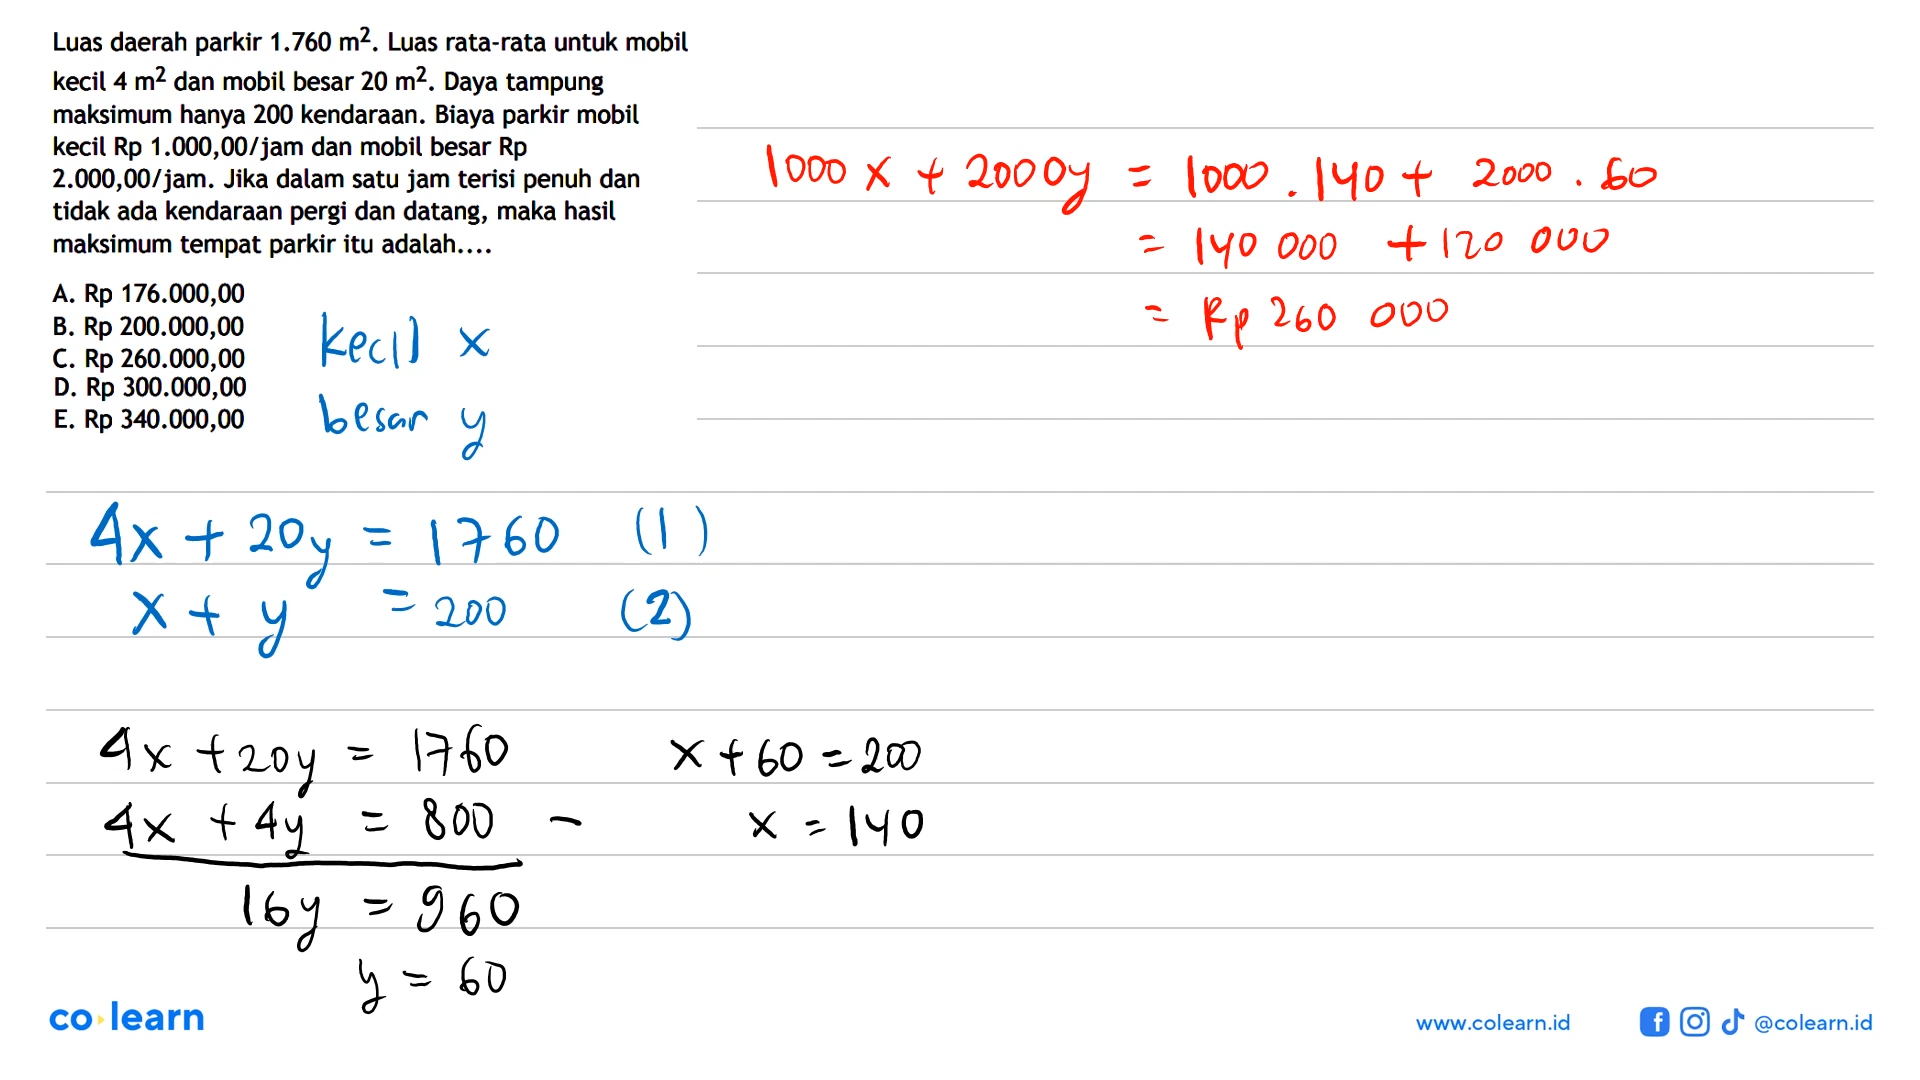 Luas daerah parkir 1.760 m². Luas rata-rata untuk mobil
kecil 4 m² dan mobil besar 20 m². Daya tampung
maksimum hanya 200 kendaraan. Biaya parkir mobil
kecil Rp 1.000,00/jam dan mobil besar Rp
2.000,00/jam. Jika dalam satu jam terisi penuh dan
tidak ada kendaraan pergi dan datang, maka hasil
maksimum tempat parkir itu adalah....
A. Rp 176.000,00
B. Rp 200.000,00
C. Rp 260.000,00
D. Rp 300.000,00
E. Rp 340.000,00
kecil x
besar y
4x + 20y = 1760 (1)
x + y = 200 (2)
4x + 20y = 1760
4x + 4y = 800 -
16y = 960
y = 60
x + 60 = 200
x = 140
1000 x + 2000y = 1000 . 140 + 2000 . 60
= 140 000 + 120 000
= Rp 260 000
co learn
www.colearn.id
@colearn.id